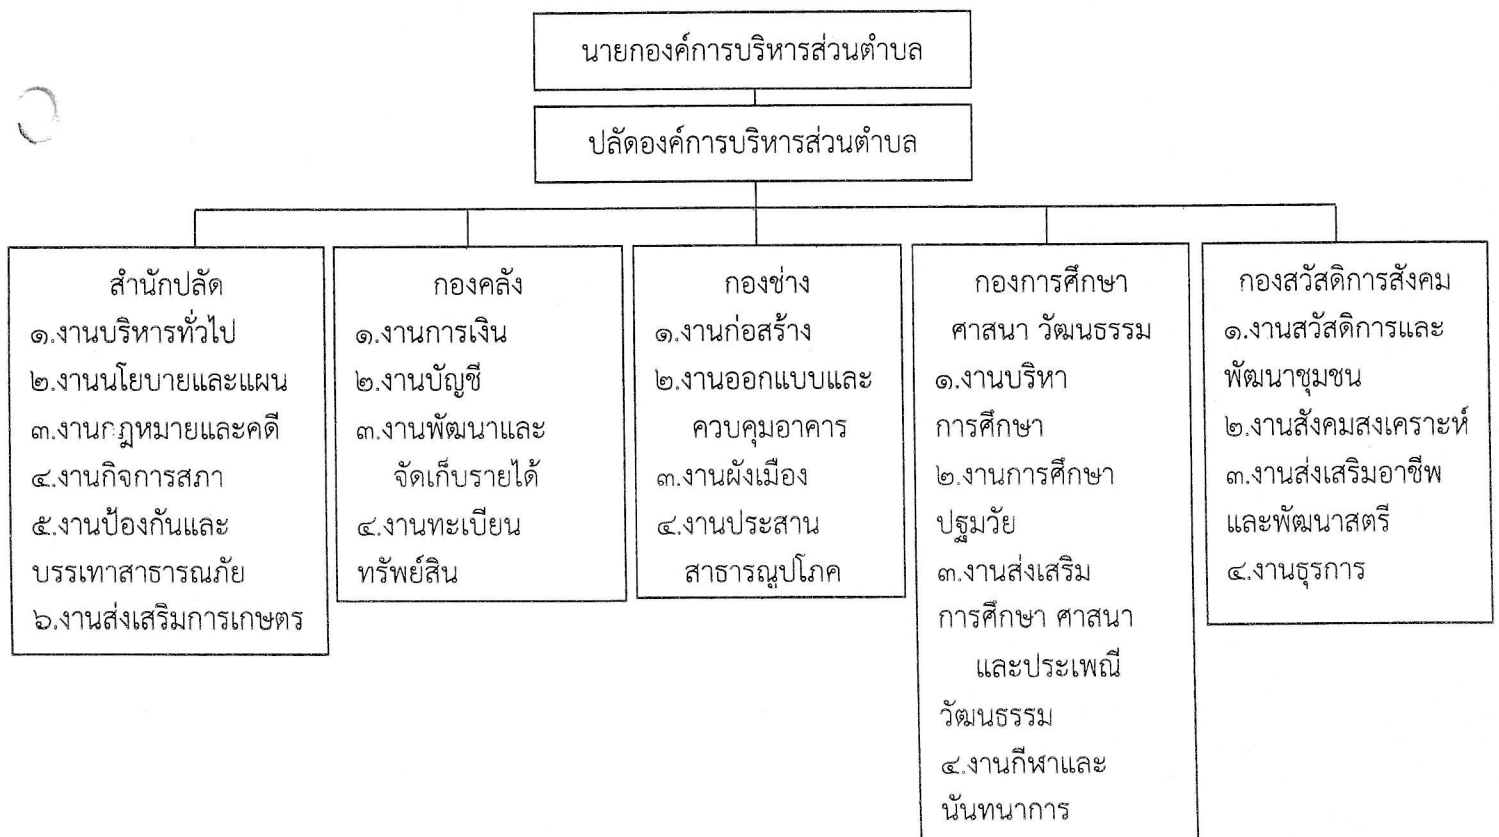 นายกองค์การบริหารส่วนตำบล
ปลัดองค์การบริหารส่วนตำบล
สำนักปลัด
๑.งานบริหารทั่วไป
๒.งานนโยบายและแผน
๓.งานกฎหมายและคดี
๔.งานกิจการสภา
๕.งานป้องกันและ
บรรเทาสาธารณภัย
๖.งานส่งเสริมการเกษตร
กองคลัง
๑.งานการเงิน
๒.งานบัญชี
๓.งานพัฒนาและ
จัดเก็บรายได้
๔.งานทะเบียน
ทรัพย์สิน
กองช่าง
๑.งานก่อสร้าง
๒.งานออกแบบและ
ควบคุมอาคาร
๓.งานผังเมือง
๔.งานประสาน
สาธารณูปโภค
กองการศึกษา
ศาสนา วัฒนธรรม
๑.งานบริหา
การศึกษา
๒.งานการศึกษา
ปฐมวัย
๓.งานส่งเสริม
การศึกษา ศาสนา
และประเพณี
วัฒนธรรม
๔.งานกีฬาและ
นันทนาการ
กองสวัสดิการสังคม
๑.งานสวัสดิการและ
พัฒนาชุมชน
๒.งานสังคมสงเคราะห์
๓.งานส่งเสริมอาชีพ
และพัฒนาสตรี
๔.งานธุรการ